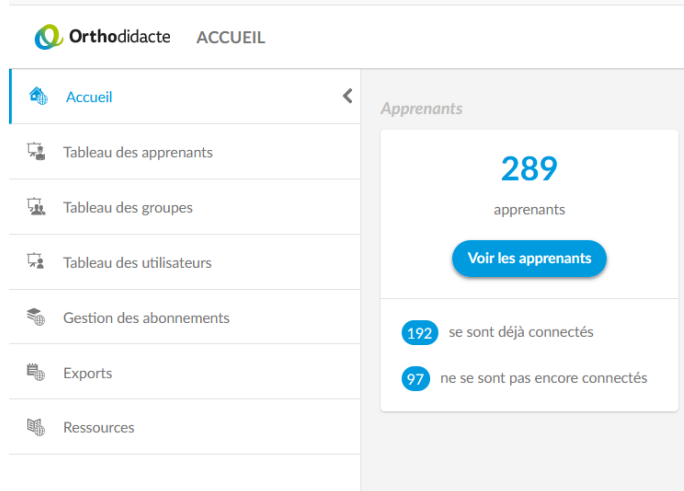 Orthodidacte ACCUEIL
Accueil
Tableau des apprenants
Tableau des groupes
Tableau des utilisateurs
Gestion des abonnements
Exports
Ressources
Apprenants
289
apprenants
Voir les apprenants
192 se sont déjà connectés
97 ne se sont pas encore connectés